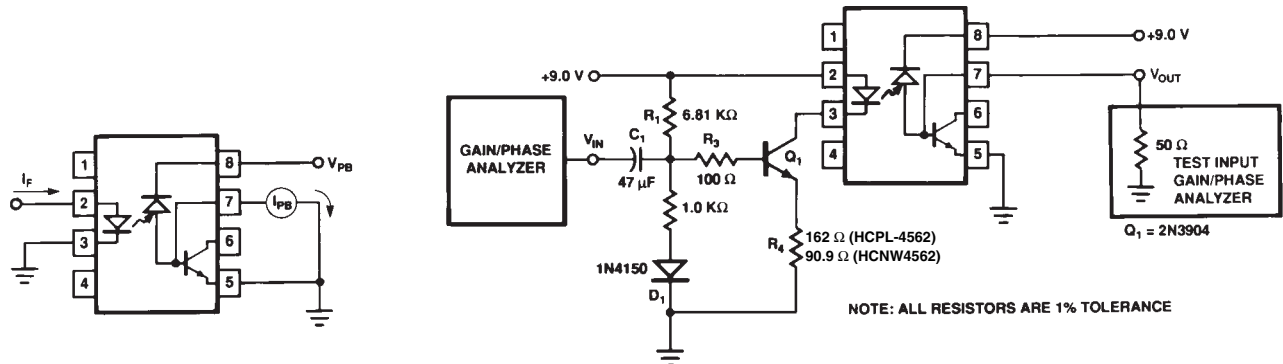 1
2
3
4
8
7
6
5
I_F
V_PB
I_PB
GAIN/PHASE
ANALYZER
V_IN
C_1
47 µF
+9.0 V
R_1
6.81 KΩ
R_3
100 Ω
1.0 KΩ
1N4150
D_1
Q_1
R_4
162 Ω (HCPL-4562)
90.9 Ω (HCNW4562)
1
2
3
4
8
7
6
5
+9.0 V
V_OUT
50 Ω
TEST INPUT
GAIN/PHASE
ANALYZER
Q_1 = 2N3904
NOTE: ALL RESISTORS ARE 1% TOLERANCE